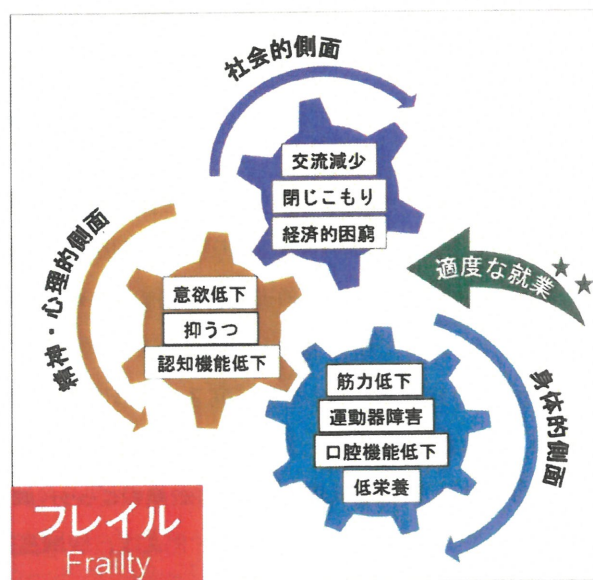 社会的側面
交流減少
閉じこもり
経済的困窮
精神・心理的側面
意欲低下
抑うつ
認知機能低下
適度な就業
筋力低下
運動器障害
口腔機能低下
低栄養
身体的側面
フレイル
Frailty